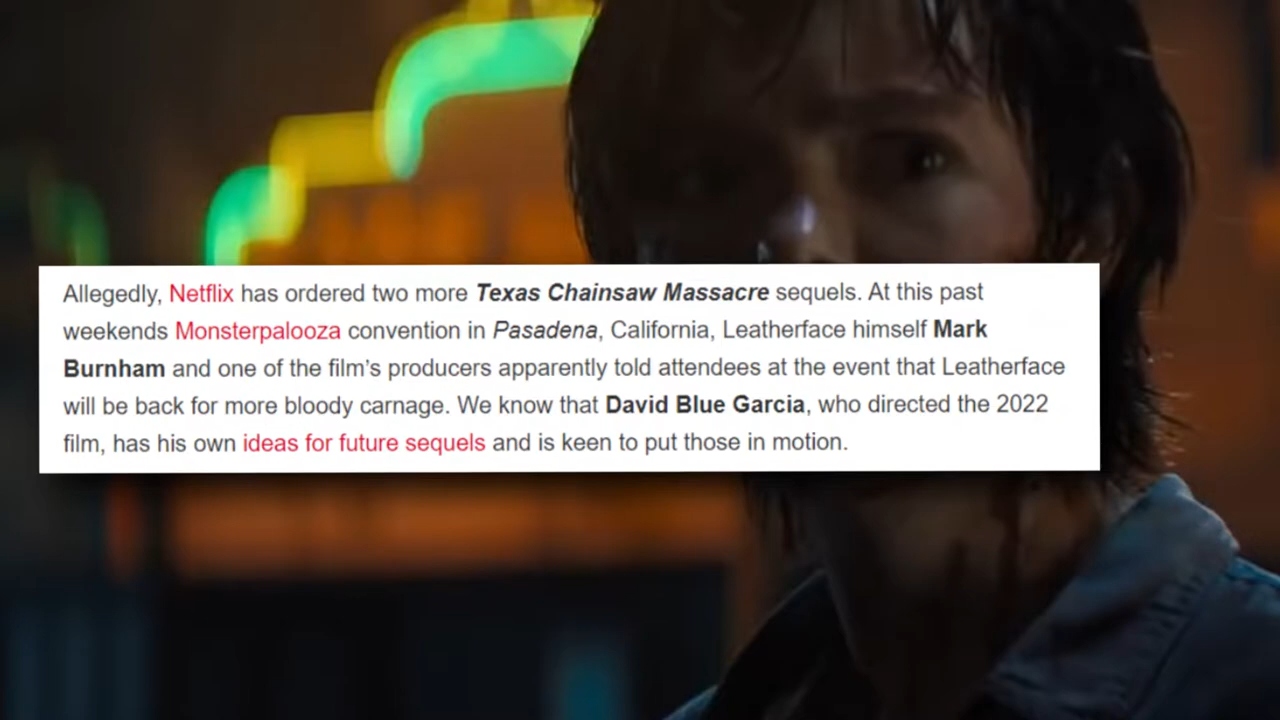 Allegedly, Netflix has ordered two more Texas Chainsaw Massacre sequels. At this past
weekends Monsterpalooza convention in Pasadena, California, Leatherface himself Mark
Burnham and one of the film’s producers apparently told attendees at the event that Leatherface
will be back for more bloody carnage. We know that David Blue Garcia, who directed the 2022
film, has his own ideas for future sequels and is keen to put those in motion.